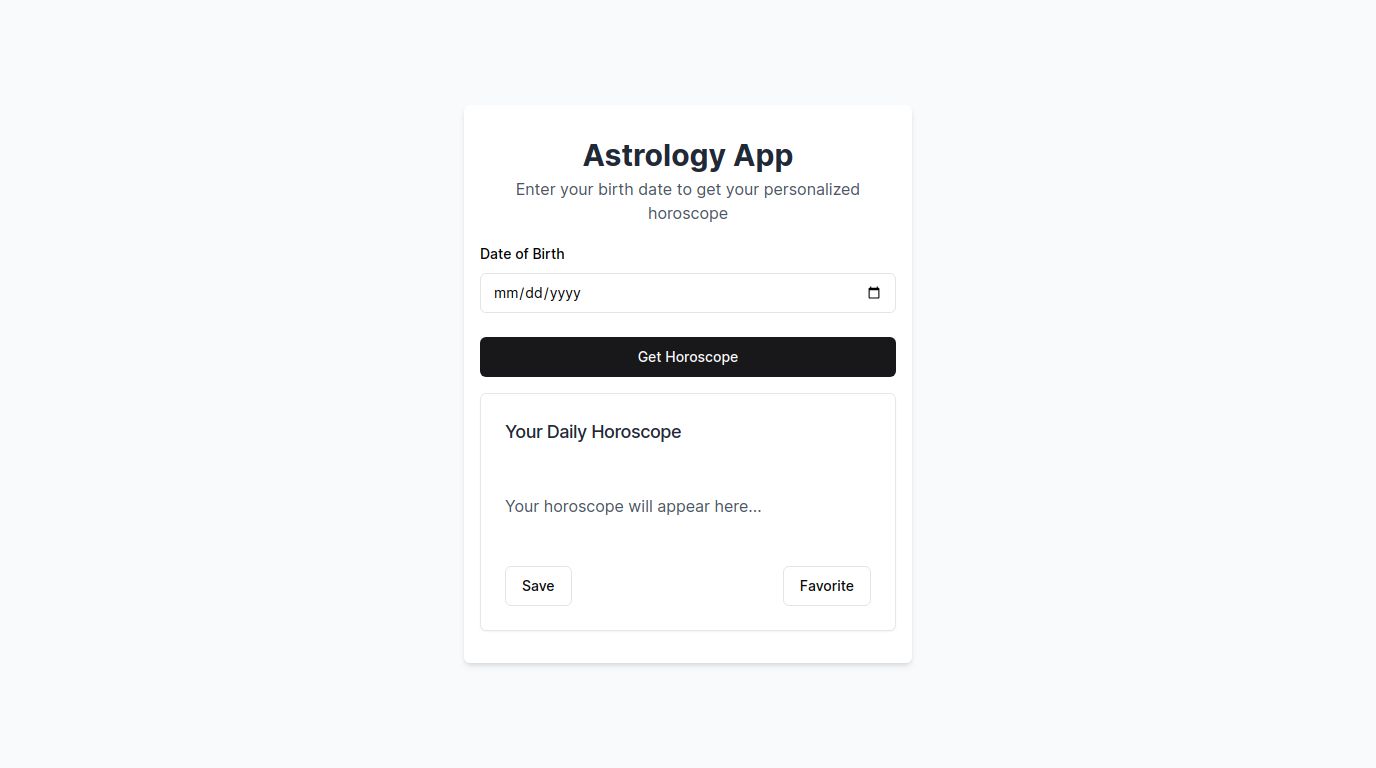 Astrology App
Enter your birth date to get your personalized
horoscope
Date of Birth
mm/dd/yyyy
Get Horoscope
Your Daily Horoscope
Your horoscope will appear here...
Save Favorite